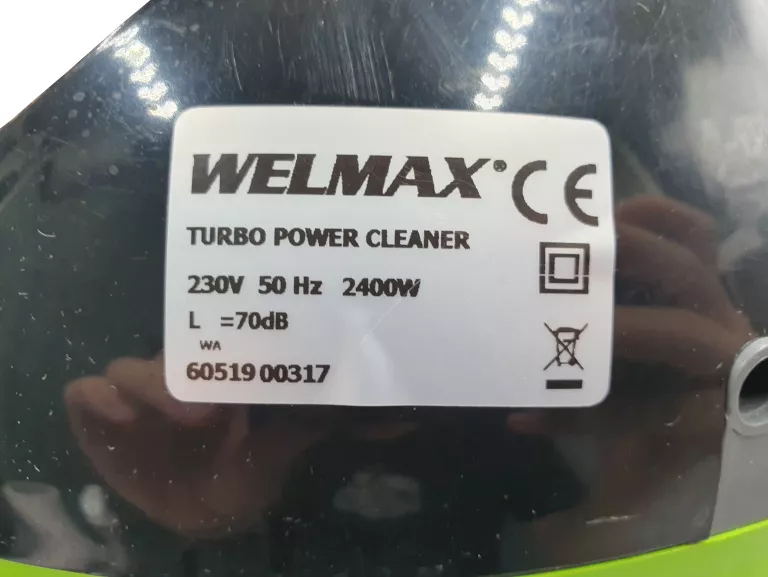 WELMAX® CE
TURBO POWER CLEANER
230V 50 Hz 2400W
L WA =70dB
60519 00317